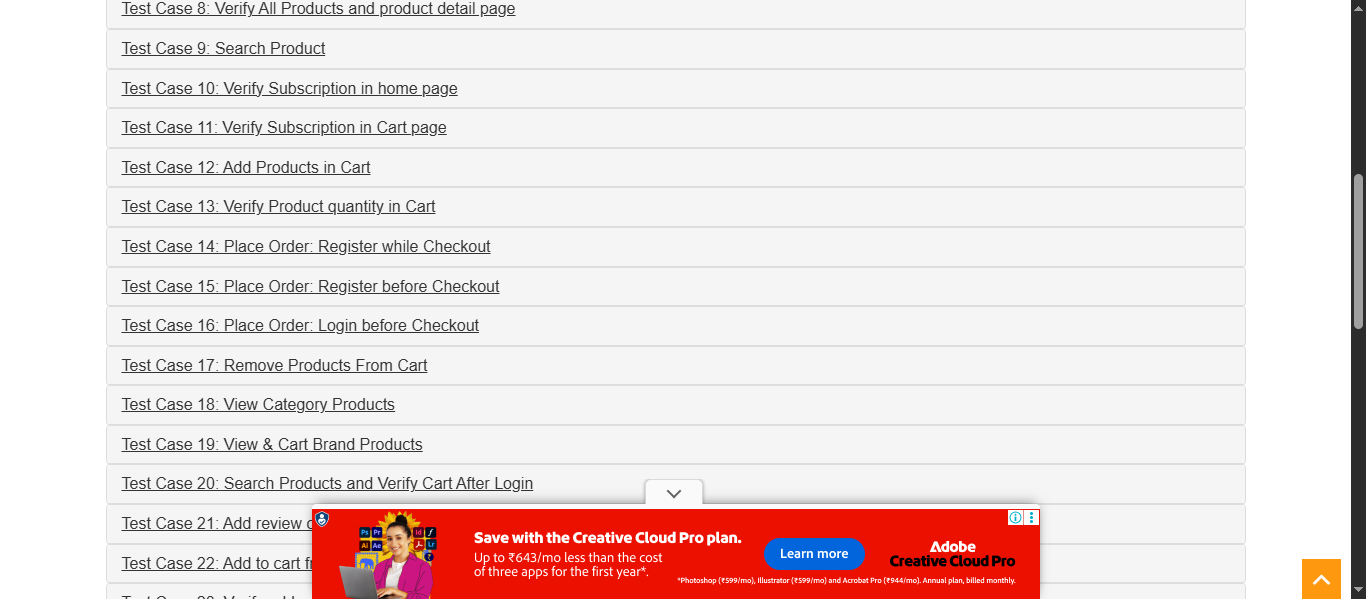 Test Case 8: Verify All Products and product detail page
Test Case 9: Search Product
Test Case 10: Verify Subscription in home page
Test Case 11: Verify Subscription in Cart page
Test Case 12: Add Products in Cart
Test Case 13: Verify Product quantity in Cart
Test Case 14: Place Order: Register while Checkout
Test Case 15: Place Order: Register before Checkout
Test Case 16: Place Order: Login before Checkout
Test Case 17: Remove Products From Cart
Test Case 18: View Category Products
Test Case 19: View & Cart Brand Products
Test Case 20: Search Products and Verify Cart After Login
Test Case 21: Add review
Test Case 22: Add to cart
Ps Pr Id
Ai Ae Lr
Save with the Creative Cloud Pro plan.
Up to ₹643/mo less than the cost
of three apps for the first year*.
Learn more
Adobe
Creative Cloud Pro
*Photoshop (₹599/mo), Illustrator (₹599/mo) and Acrobat Pro (₹944/mo). Annual plan, billed monthly.